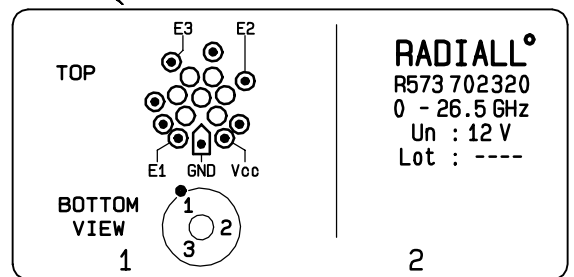 E3 E2
TOP
E1 GND Vcc
BOTTOM
VIEW
1
2
3
1
RADIALL°
R573 702320
0 - 26.5 GHz
Un : 12 V
Lot : ----
2